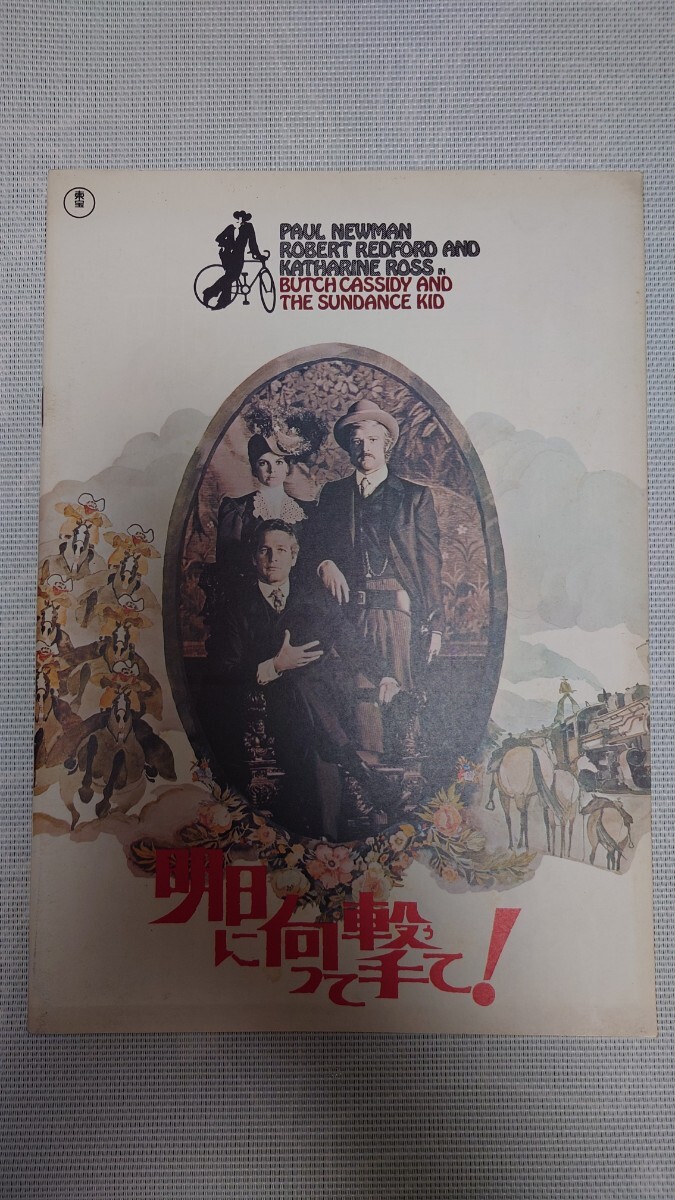 東宝
PAUL NEWMAN
ROBERT REDFORD AND
KATHARINE ROSS IN
BUTCH CASSIDY AND
THE SUNDANCE KID
明日
に向って撃て!
う